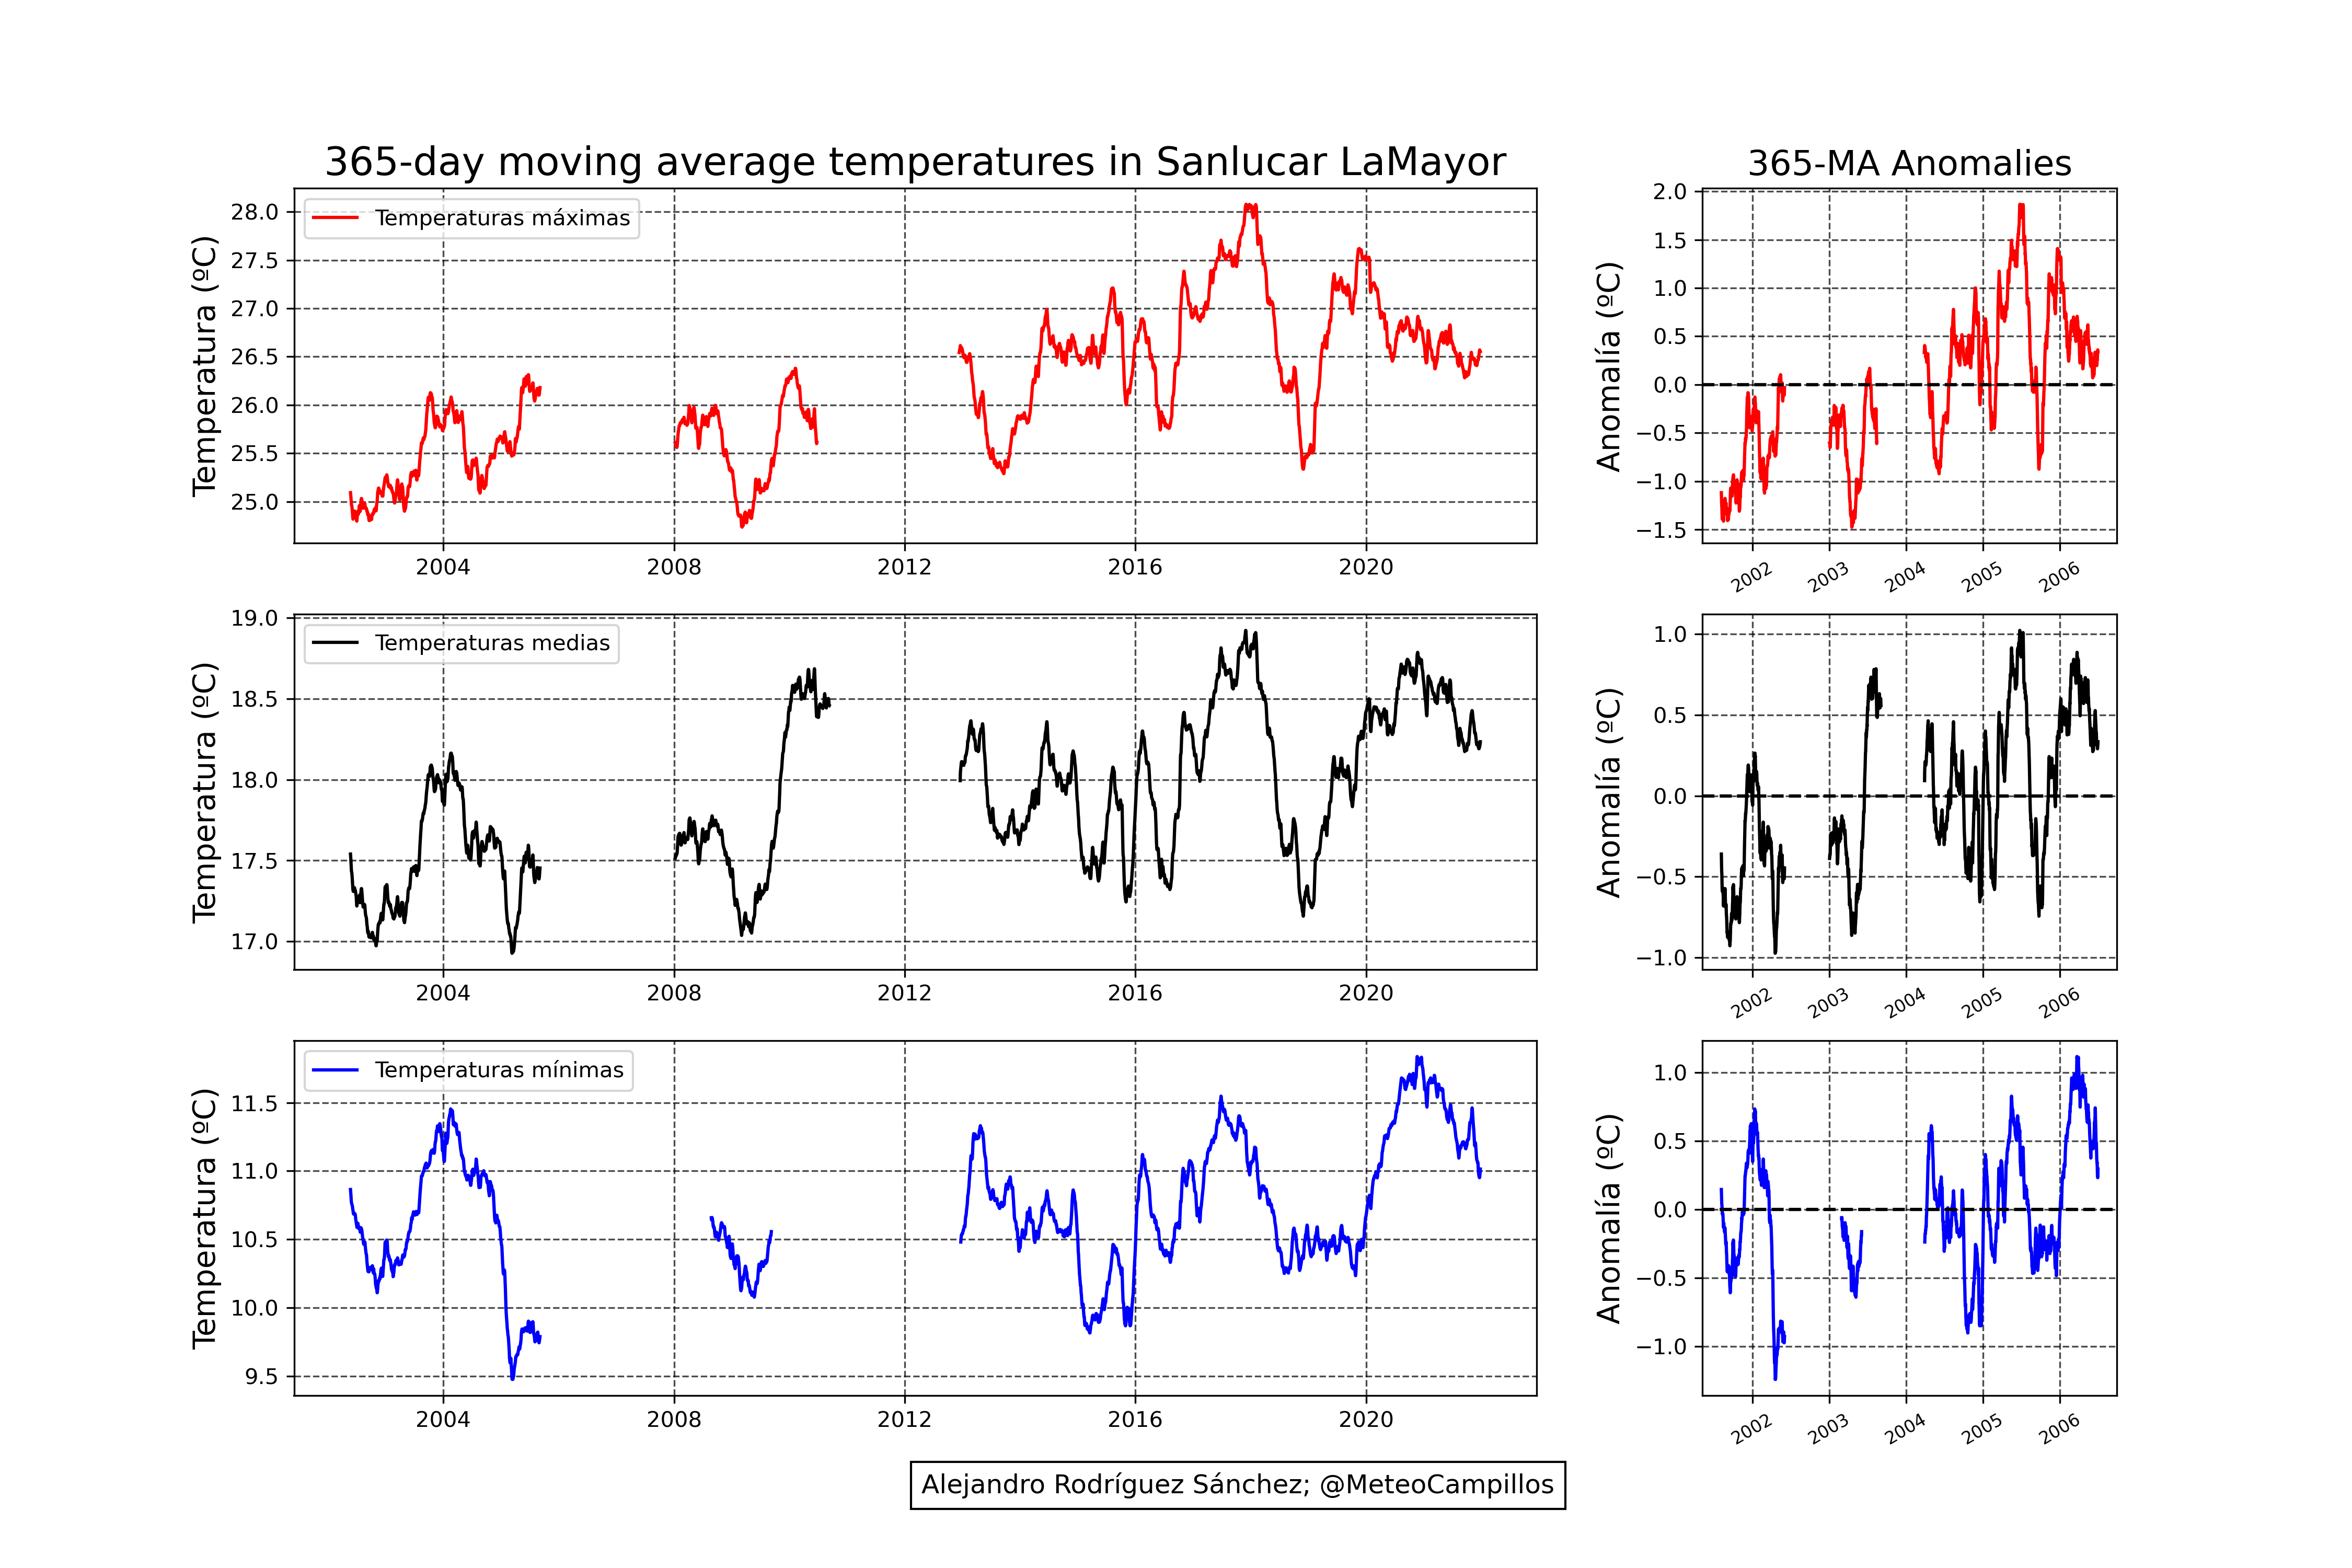 365-day moving average temperatures in Sanlucar LaMayor
365-MA Anomalies
Temperatura (ºC)
28.0
27.5
27.0
26.5
26.0
25.5
25.0
Temperaturas máximas
2004 2008 2012 2016 2020
Anomalía (ºC)
2.0
1.5
1.0
0.5
0.0
−0.5
−1.0
−1.5
2002 2003 2004 2005 2006
Temperatura (ºC)
19.0
18.5
18.0
17.5
17.0
Temperaturas medias
2004 2008 2012 2016 2020
Anomalía (ºC)
1.0
0.5
0.0
−0.5
−1.0
2002 2003 2004 2005 2006
Temperatura (ºC)
11.5
11.0
10.5
10.0
9.5
Temperaturas mínimas
2004 2008 2012 2016 2020
Anomalía (ºC)
1.0
0.5
0.0
−0.5
−1.0
2002 2003 2004 2005 2006
Alejandro Rodríguez Sánchez; @MeteoCampillos